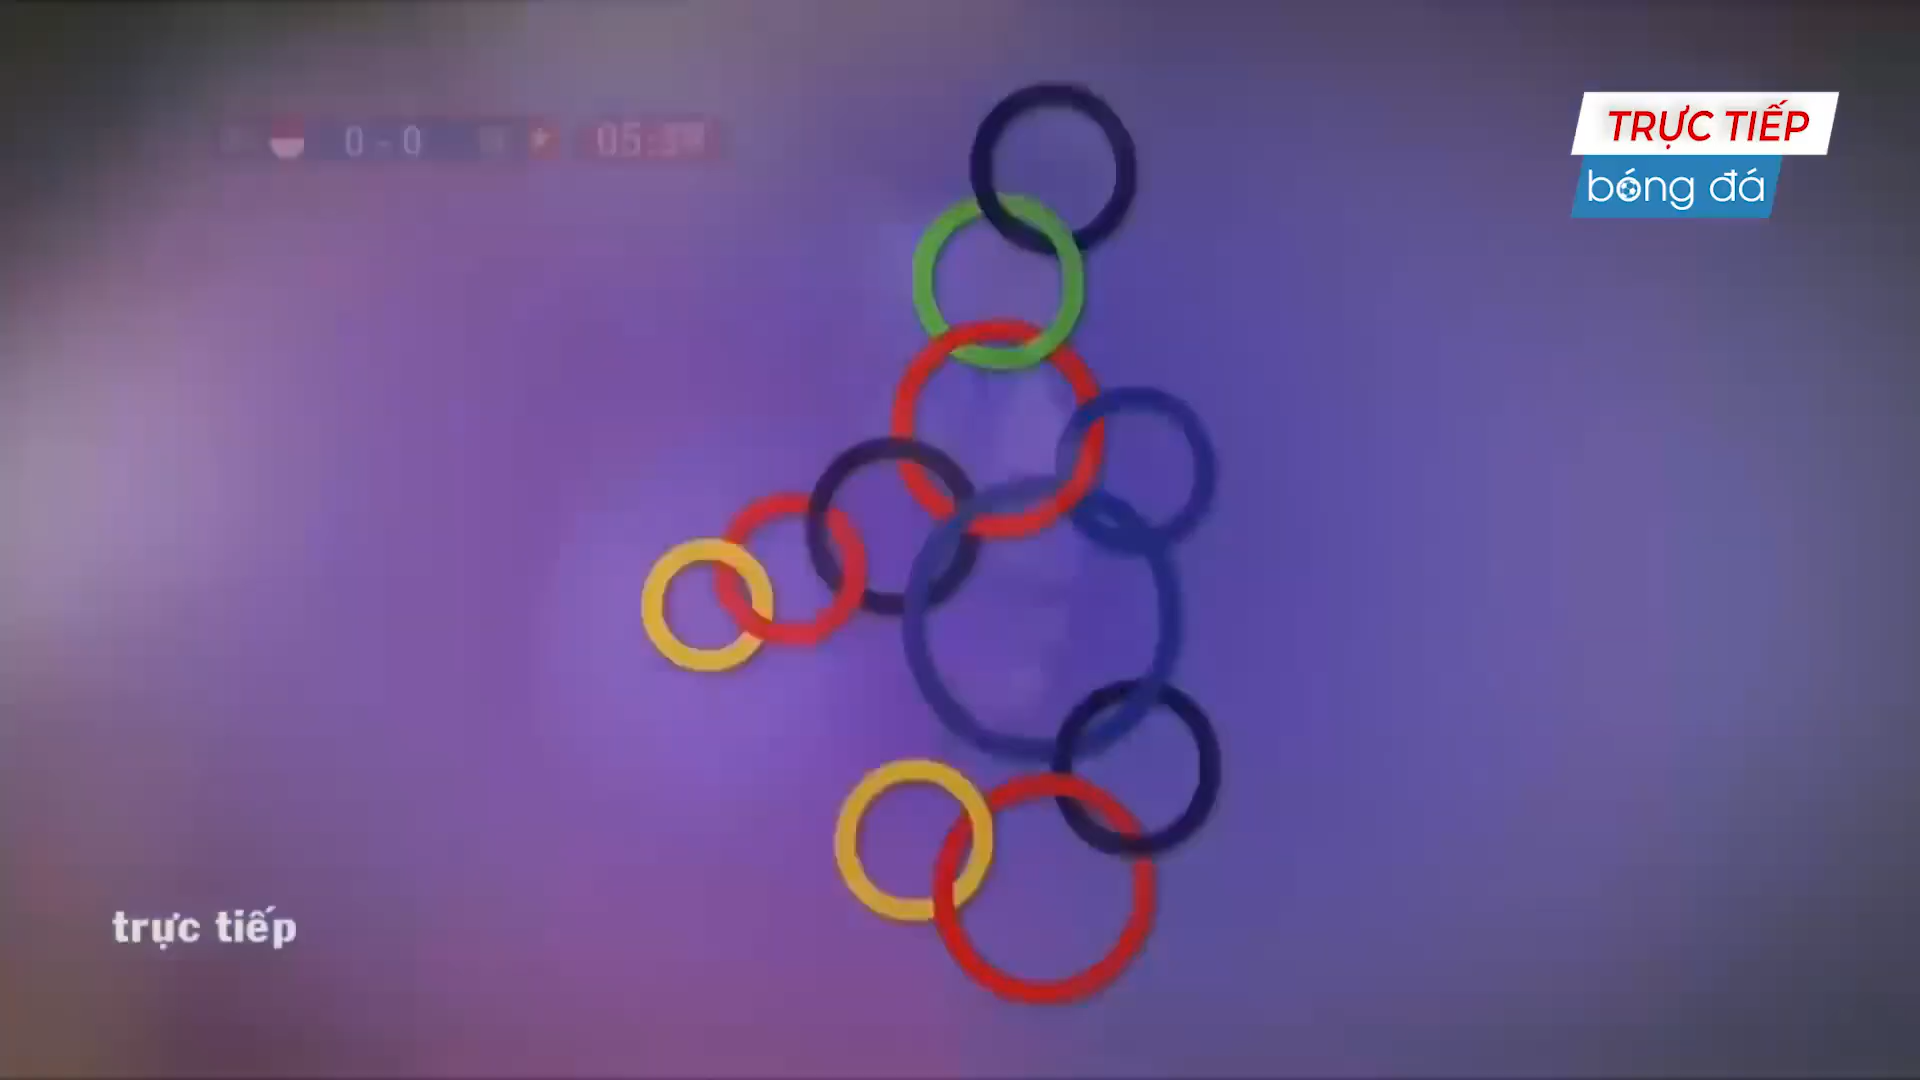 0 - 0
TRỰC TIẾP
bóng đá
trực tiếp